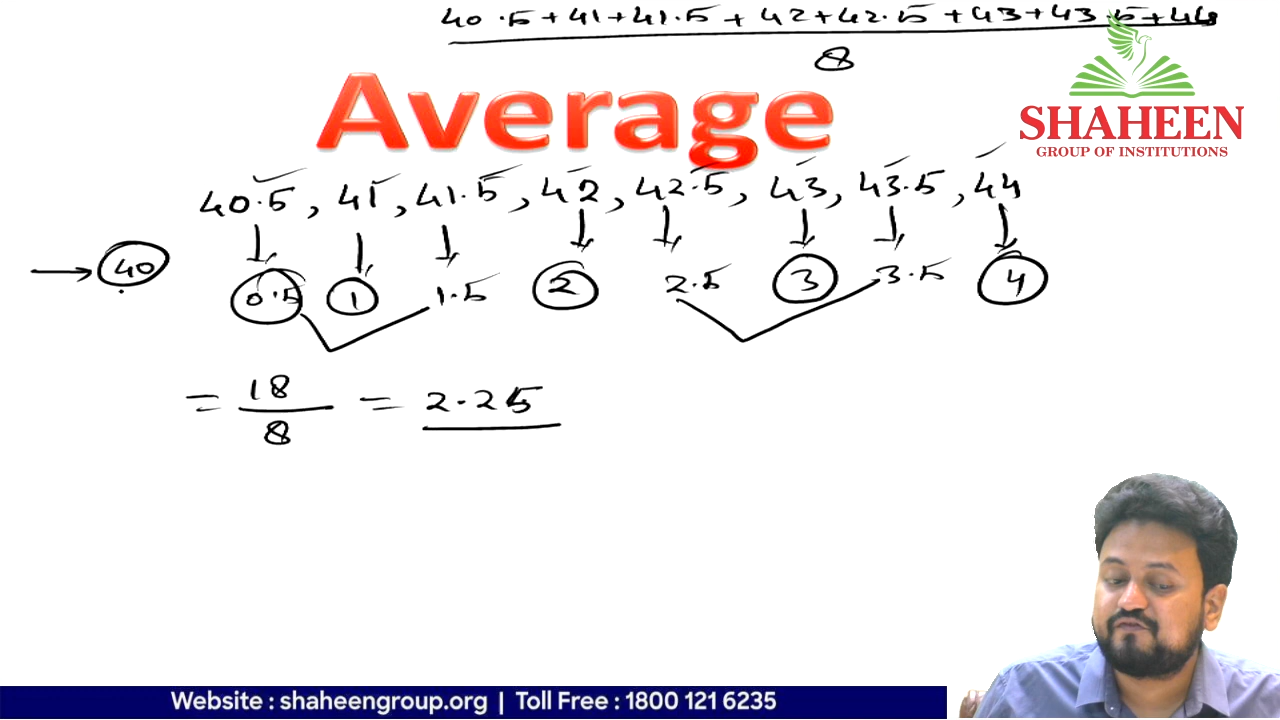 40.5+41+41.5+42+42.5+43+43.5+44
8
Average
SHAHEEN
GROUP OF INSTITUTIONS
40.5, 41, 41.5, 42, 42.5, 43, 43.5, 44
→ 40 0.5 1 1.5 2 2.5 3 3.5 4
= 18/8 = 2.25
Website : shaheengroup.org | Toll Free : 1800 121 6235